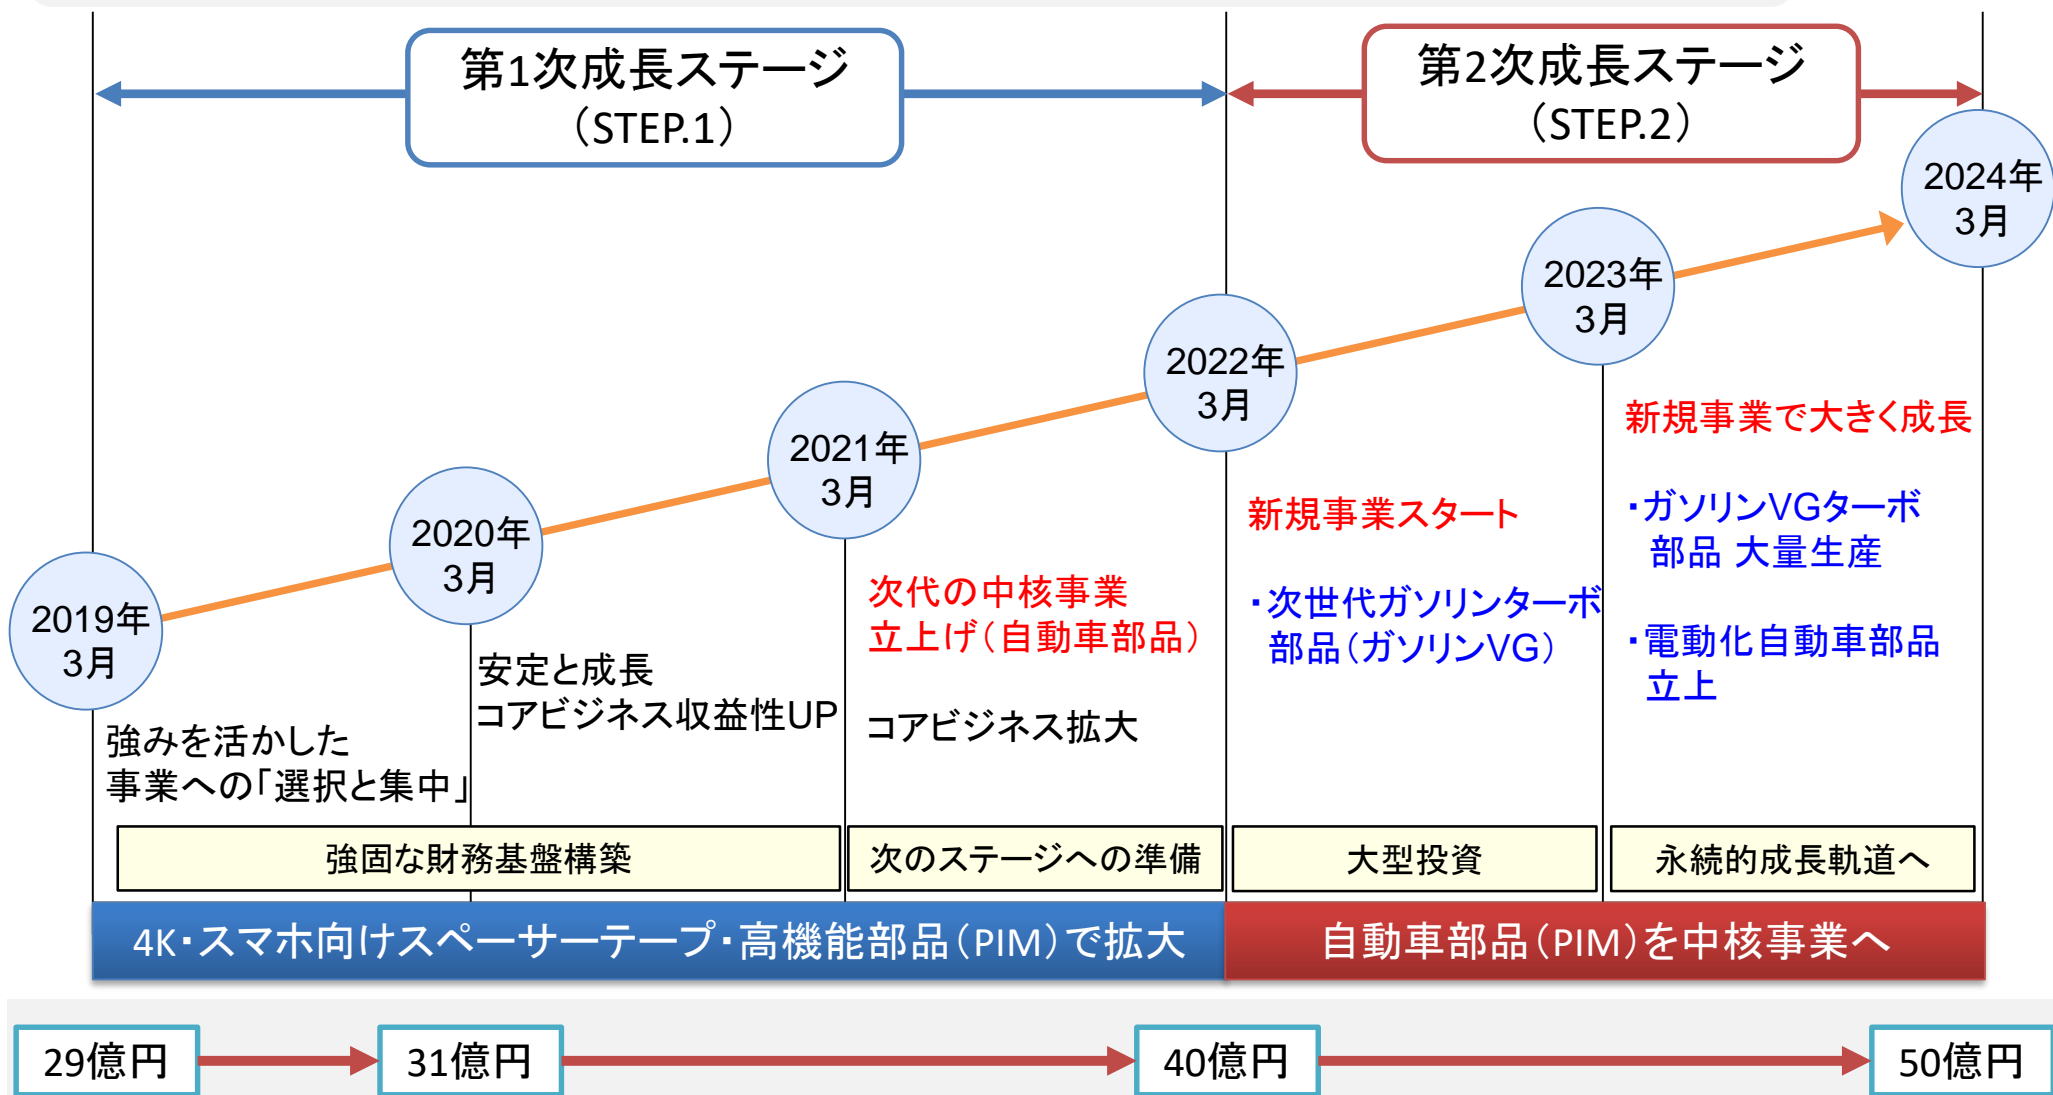 第1次成長ステージ
（STEP.1）
第2次成長ステージ
（STEP.2）
2019年
3月
2020年
3月
2021年
3月
2022年
3月
2023年
3月
2024年
3月
強みを活かした
事業への「選択と集中」
安定と成長
コアビジネス収益性UP
次代の中核事業
立上げ（自動車部品）
コアビジネス拡大
新規事業スタート
・次世代ガソリンターボ
部品（ガソリンVG）
新規事業で大きく成長
・ガソリンVGターボ
部品 大量生産
・電動化自動車部品
立上
強固な財務基盤構築
次のステージへの準備
大型投資
永続的成長軌道へ
4K・スマホ向けスペーサーテープ・高機能部品（PIM）で拡大
自動車部品（PIM）を中核事業へ
29億円
31億円
40億円
50億円